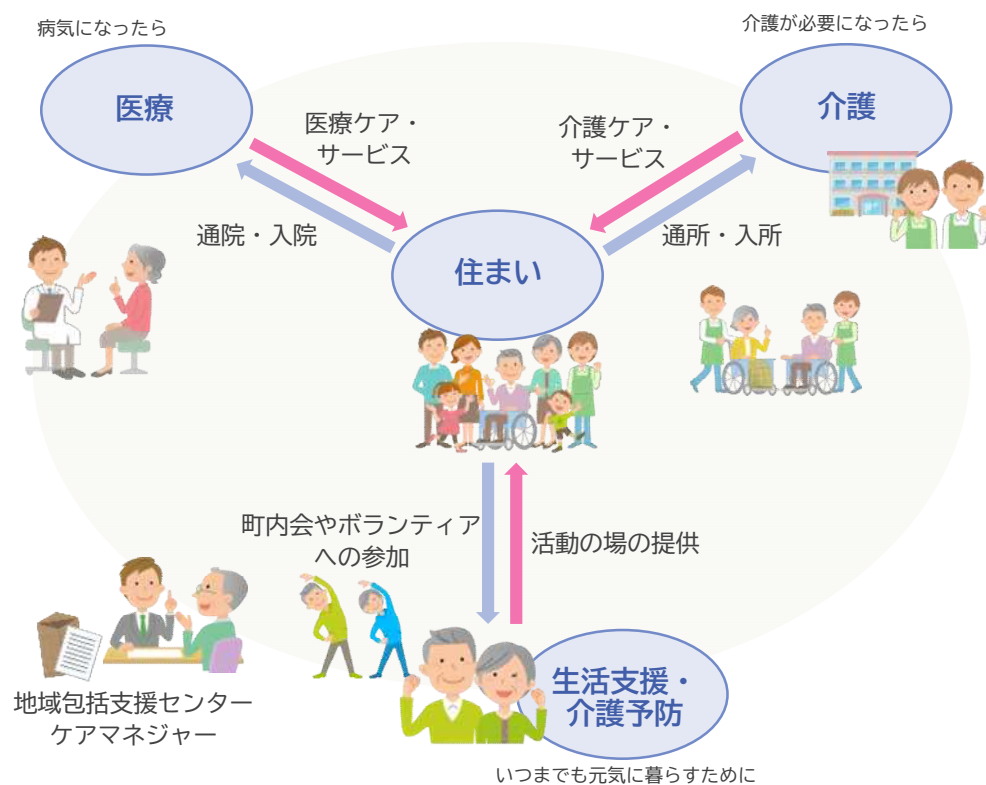 病気になったら
介護が必要になったら
医療
介護
医療ケア・
サービス
介護ケア・
サービス
通院・入院
通所・入所
住まい
町内会やボランティア
への参加
活動の場の提供
地域包括支援センター
ケアマネジャー
生活支援・
介護予防
いつまでも元気に暮らすために